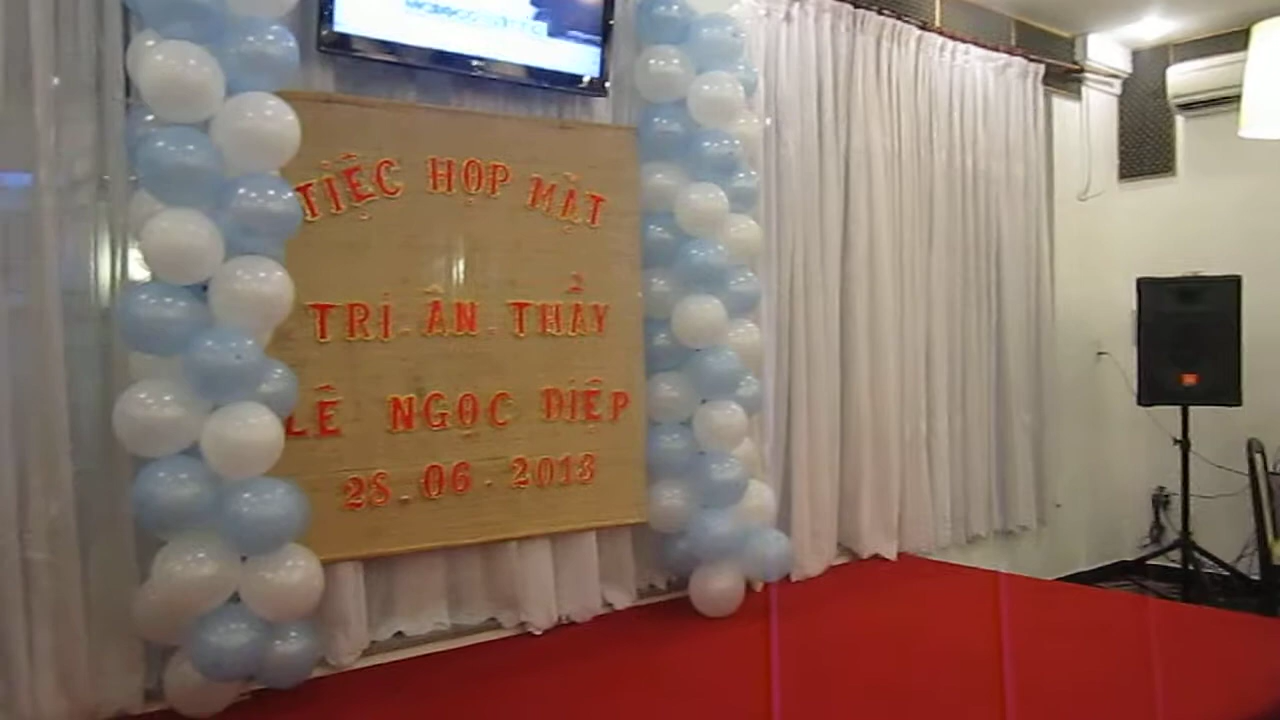 TIỆC HỌP MẶT
TRI ÂN THẦY
LÊ NGỌC DIỆP
28.06.2013